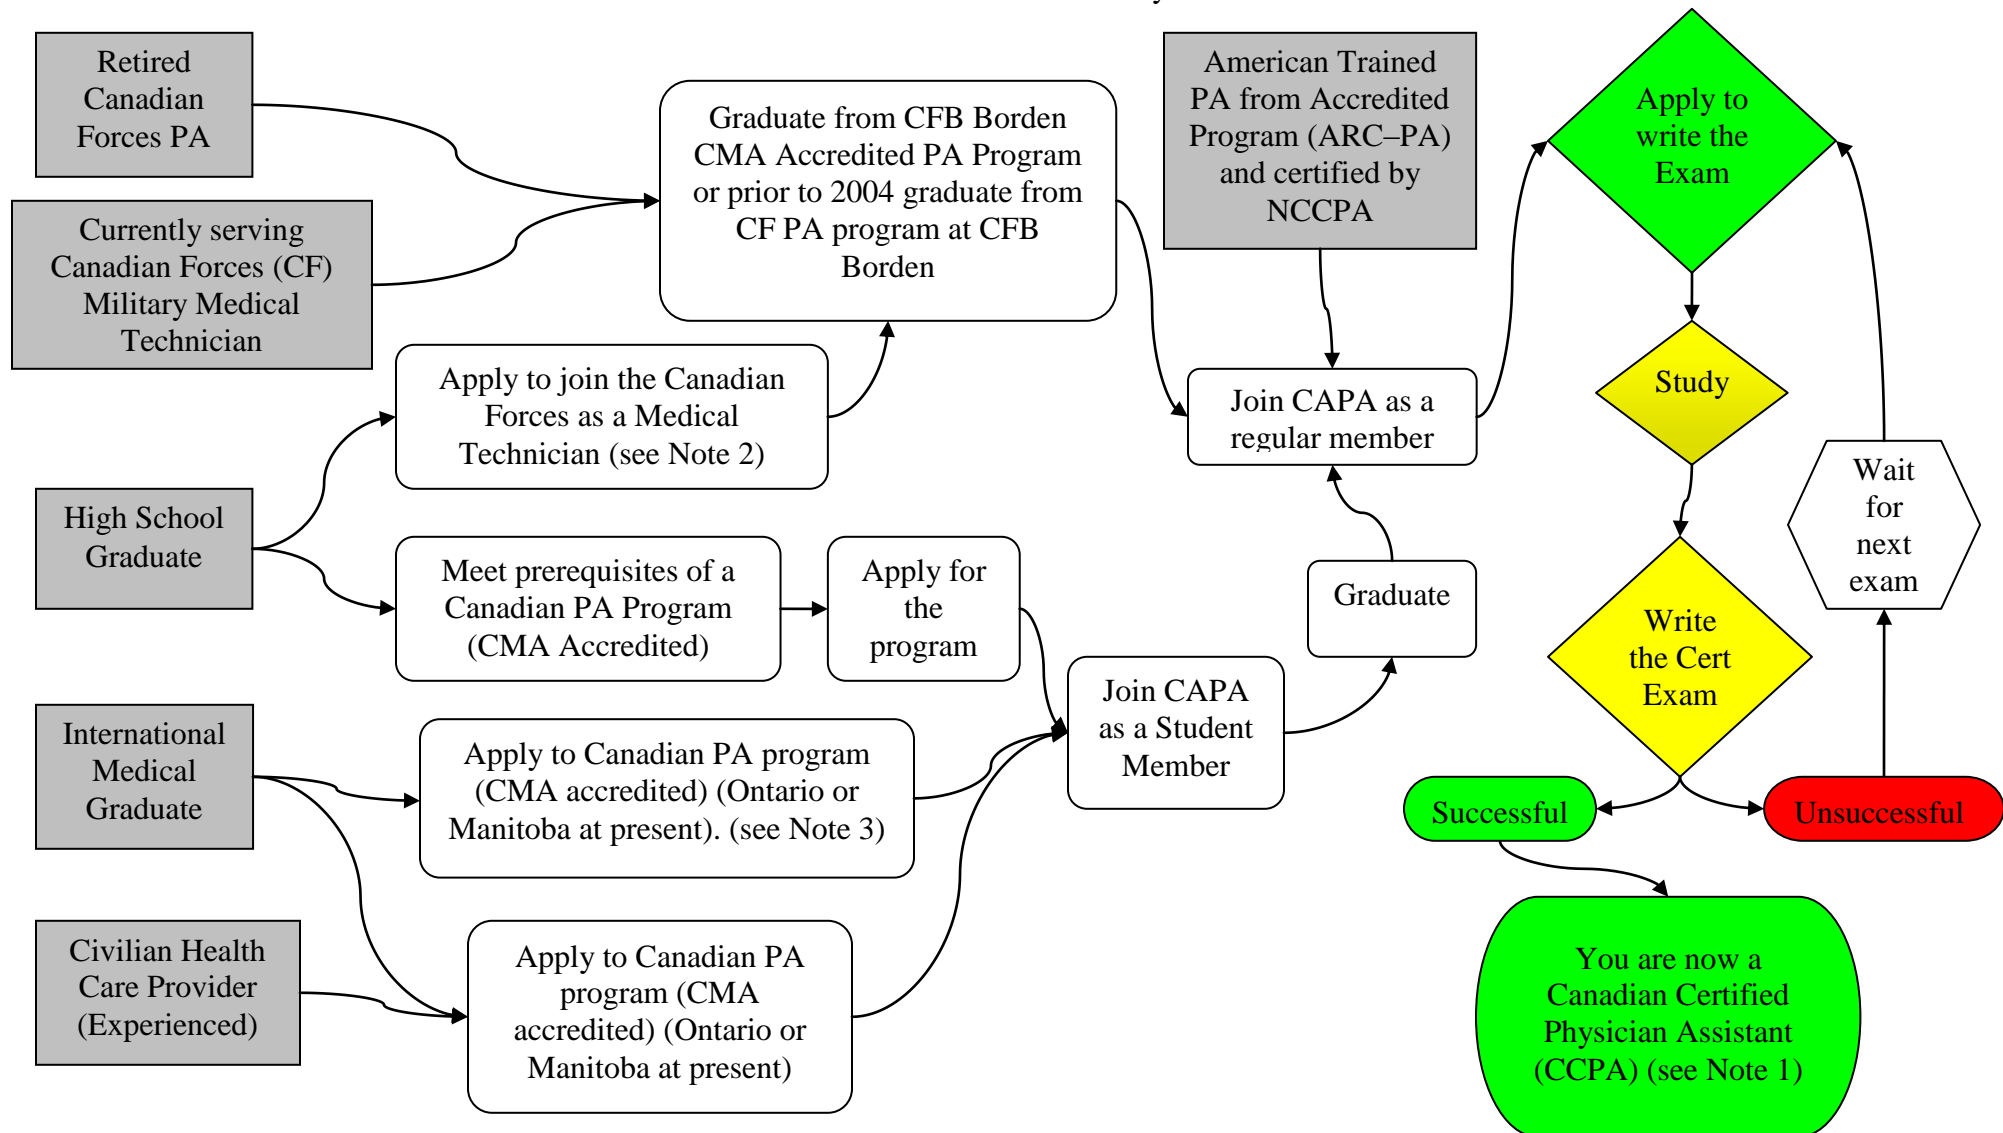 Retired
Canadian
Forces PA
Currently serving
Canadian Forces (CF)
Military Medical
Technician
High School
Graduate
International
Medical
Graduate
Civilian Health
Care Provider
(Experienced)
Graduate from CFB Borden
CMA Accredited PA Program
or prior to 2004 graduate from
CF PA program at CFB
Borden
Apply to join the Canadian
Forces as a Medical
Technician (see Note 2)
Meet prerequisites of a
Canadian PA Program
(CMA Accredited)
Apply for
the
program
Apply to Canadian PA program
(CMA accredited) (Ontario or
Manitoba at present). (see Note 3)
Apply to Canadian PA
program (CMA
accredited) (Ontario or
Manitoba at present)
American Trained
PA from Accredited
Program (ARC–PA)
and certified by
NCCPA
Join CAPA as a
regular member
Graduate
Join CAPA
as a Student
Member
Apply to
write the
Exam
Study
Write
the Cert
Exam
Wait
for
next
exam
Successful
Unsuccessful
You are now a
Canadian Certified
Physician Assistant
(CCPA) (see Note 1)